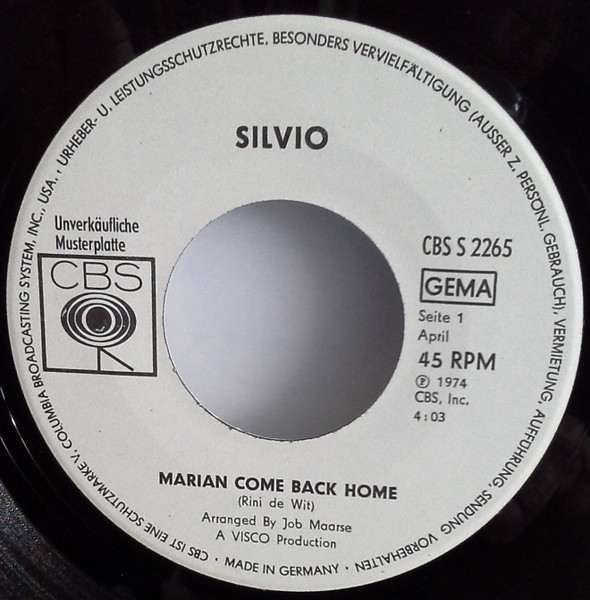 SILVIO
Unverkäufliche
Musterplatte
CBS
CBS S 2265
GEMA
Seite 1
April
45 RPM
Ⓟ 1974
CBS, Inc.
4:03
MARIAN COME BACK HOME
(Rini de Wit)
Arranged By Job Maarse
A VISCO Production
CBS IST EINE SCHUTZMARKE V. COLUMBIA BROADCASTING SYSTEM, INC., USA. · URHEBER- U. LEISTUNGSSCHUTZRECHTE, BESONDERS VERVIELFÄLTIGUNG (AUSSER Z. PERSÖNL. GEBRAUCH), VERMIETUNG, AUFFÜHRUNG, SENDUNG VORBEHALTEN · MADE IN GERMANY ·